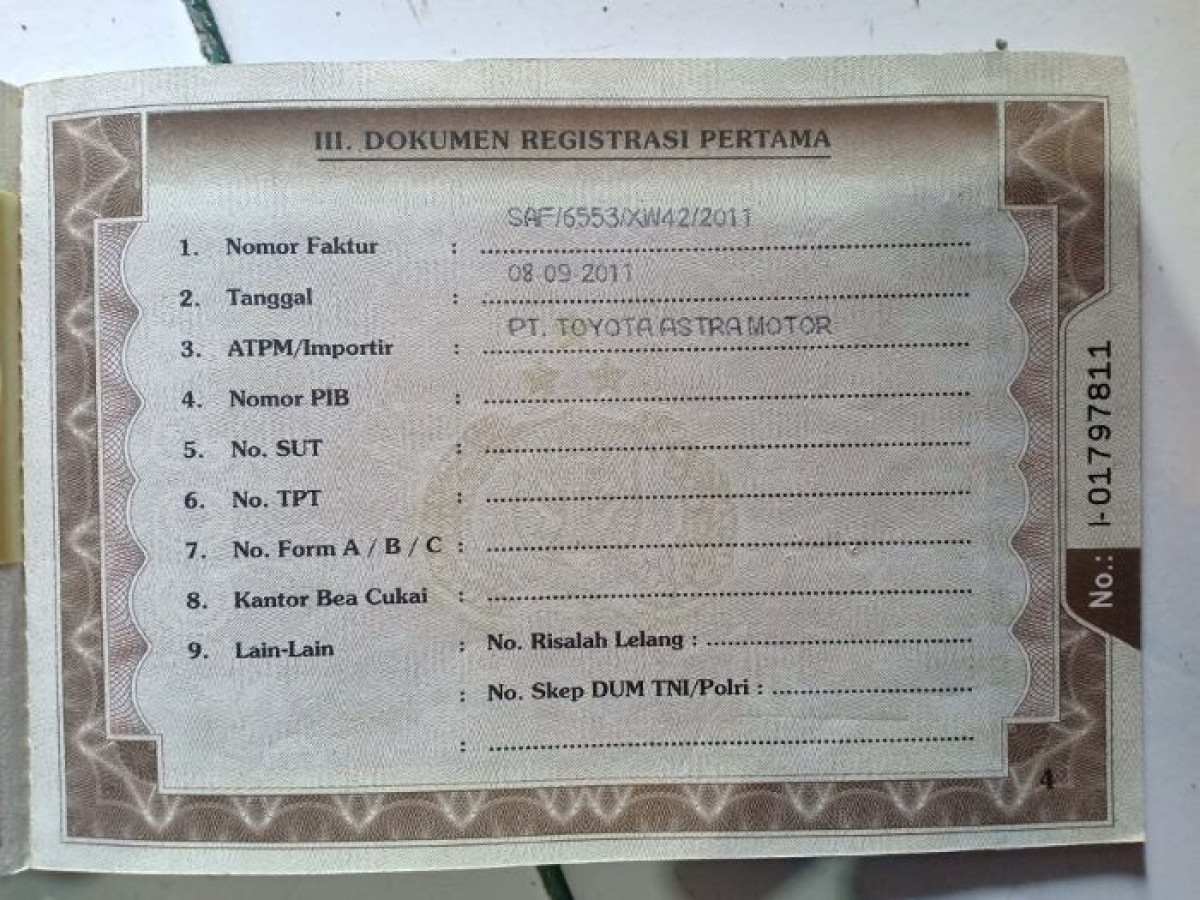 III. DOKUMEN REGISTRASI PERTAMA
1. Nomor Faktur : SAF/6553/XW42/2011
2. Tanggal : 08 09 2011
3. ATPM/Importir : PT. TOYOTA ASTRA MOTOR
4. Nomor PIB :
5. No. SUT :
6. No. TPT :
7. No. Form A / B / C :
8. Kantor Bea Cukai :
9. Lain-Lain : No. Risalah Lelang :
: No. Skep DUM TNI/Polri :
:
4
No.: I-01797811